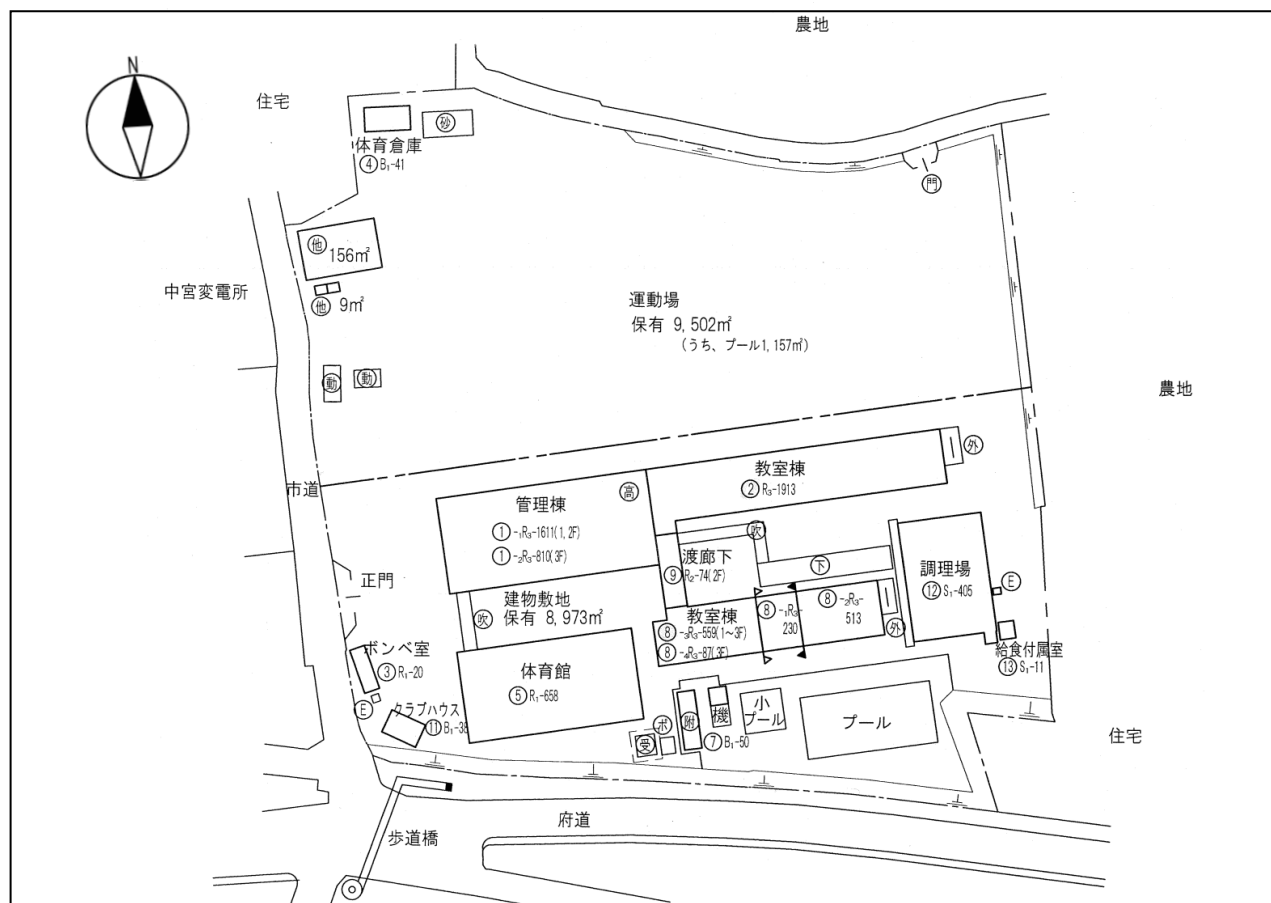 農地
N
住宅
砂
体育倉庫
④B₁-41
門
他
156㎡
中宮変電所
他 9㎡
運動場
保有 9,502㎡
(うち、プール1,157㎡)
動
動
農地
外
教室棟
②R₃-1913
市道
高
管理棟
①-₁R₃-1611(1,2F)
①-₂R₃-810(3F)
吹
渡廊下
⑨R₂-74(2F)
下
調理場
⑫S₁-405
E
正門
建物敷地
保有 8,973㎡
吹
教室棟
⑧-₃R₃-559(1～3F)
⑧-₄R₃-87(3F)
⑧-₁R₃-
230
⑧-₂R₃-
513
外
給食付属室
⑬S₁-11
ボンベ室
③R₁-20
体育館
⑤R₁-658
E
クラブハウス
⑪B₁-38
受
ポ
附
機
⑦B₁-50
小
プール
プール
住宅
府道
歩道橋